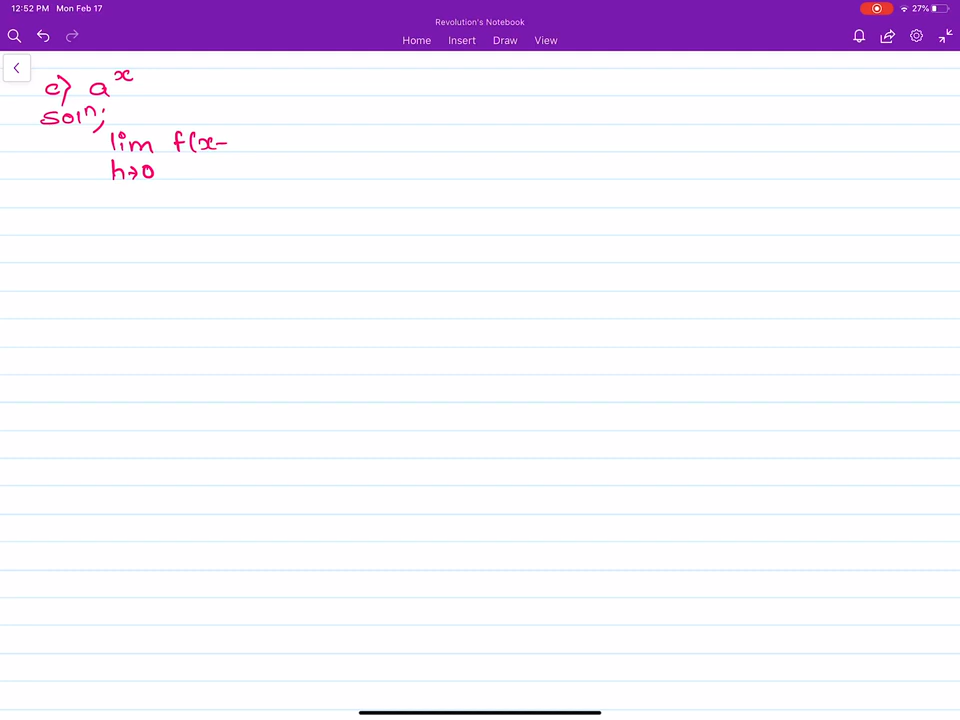 12:52 PM Mon Feb 17
27%
Revolution's Notebook
Home Insert Draw View
c) a^x
solⁿ;
lim f(x-
h→0